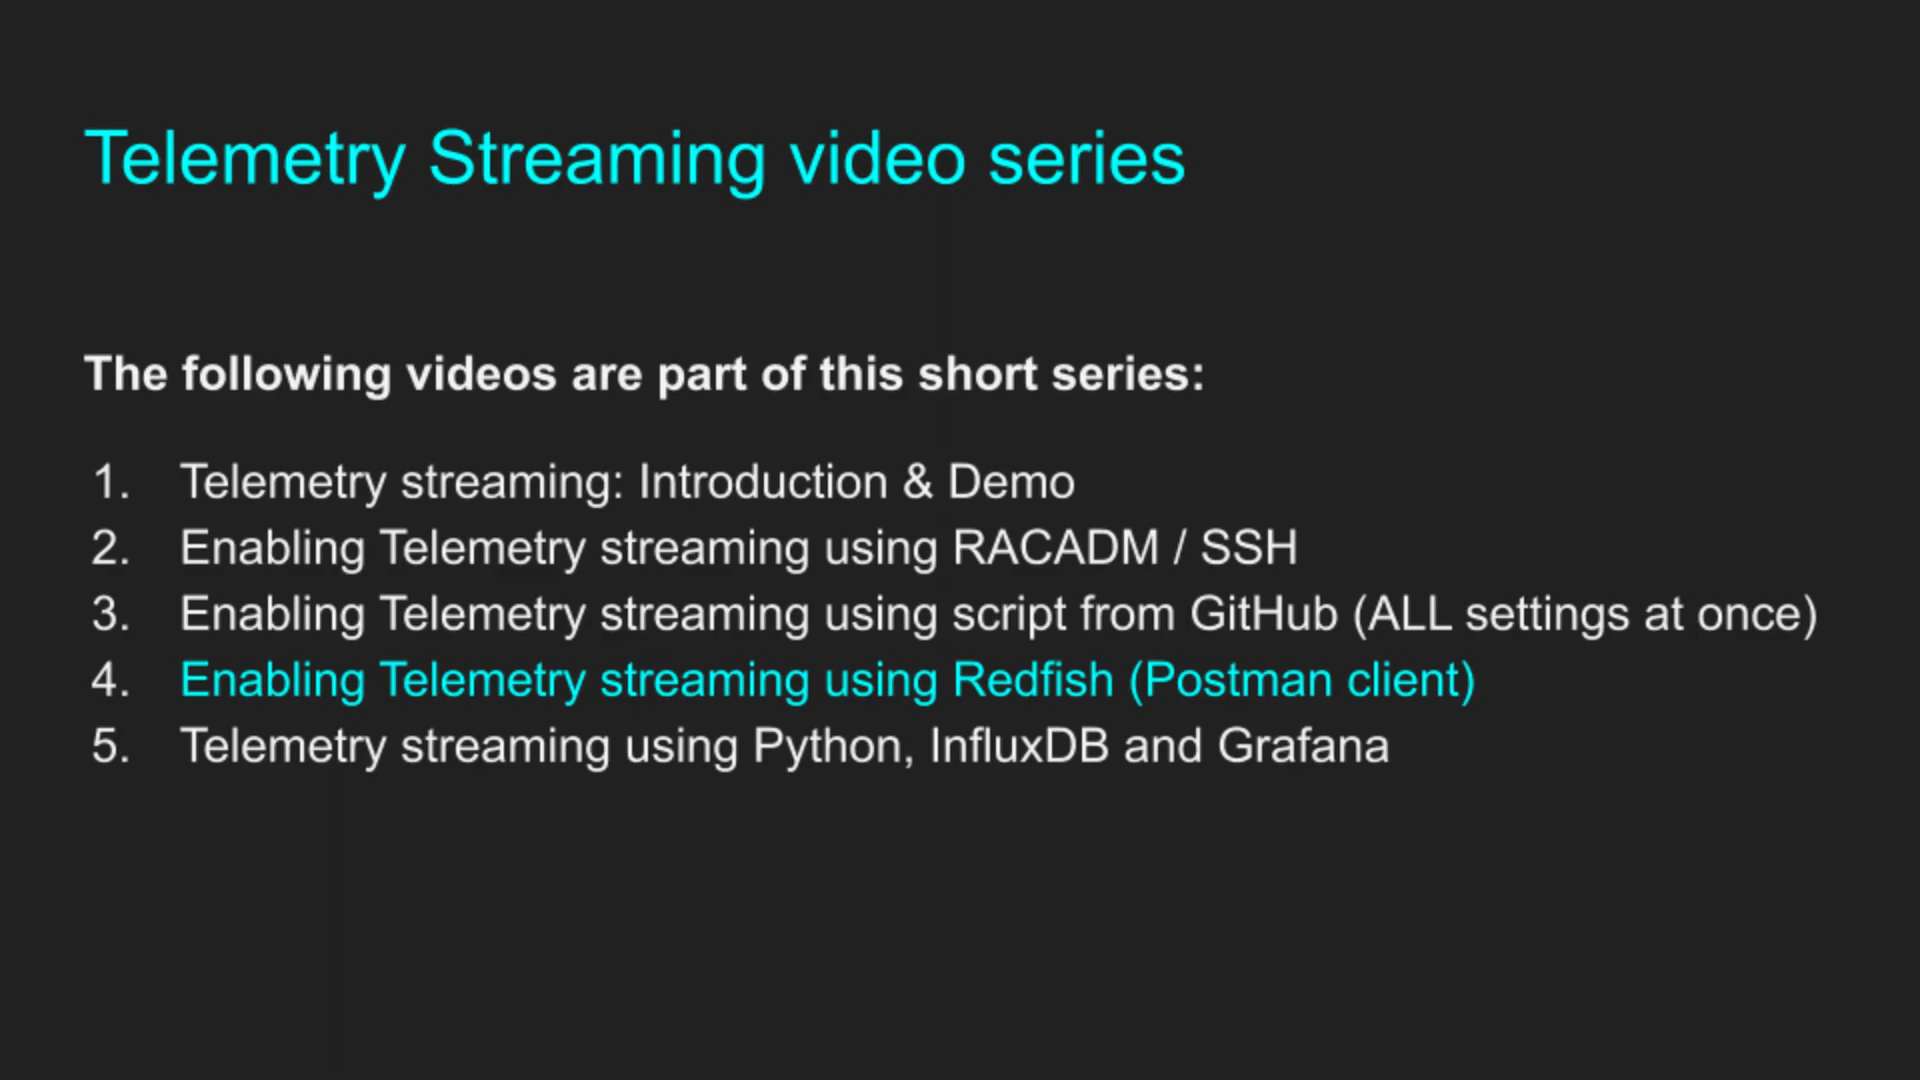 Telemetry Streaming video series
The following videos are part of this short series:
1. Telemetry streaming: Introduction & Demo
2. Enabling Telemetry streaming using RACADM / SSH
3. Enabling Telemetry streaming using script from GitHub (ALL settings at once)
4. Enabling Telemetry streaming using Redfish (Postman client)
5. Telemetry streaming using Python, InfluxDB and Grafana